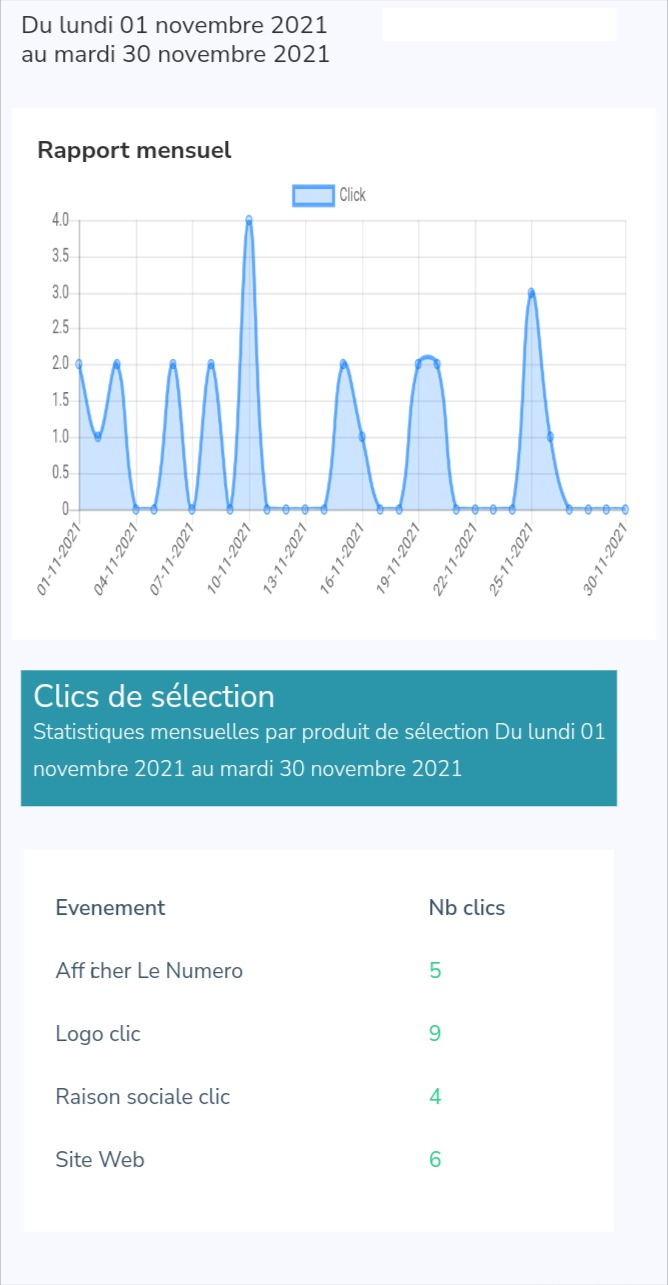 Du lundi 01 novembre 2021
au mardi 30 novembre 2021
Rapport mensuel
Click
4.0
3.5
3.0
2.5
2.0
1.5
1.0
0.5
0
01-11-2021 04-11-2021 07-11-2021 10-11-2021 13-11-2021 16-11-2021 19-11-2021 22-11-2021 25-11-2021 30-11-2021
Clics de sélection
Statistiques mensuelles par produit de sélection Du lundi 01
novembre 2021 au mardi 30 novembre 2021
Evenement Nb clics
Afficher Le Numero 5
Logo clic 9
Raison sociale clic 4
Site Web 6